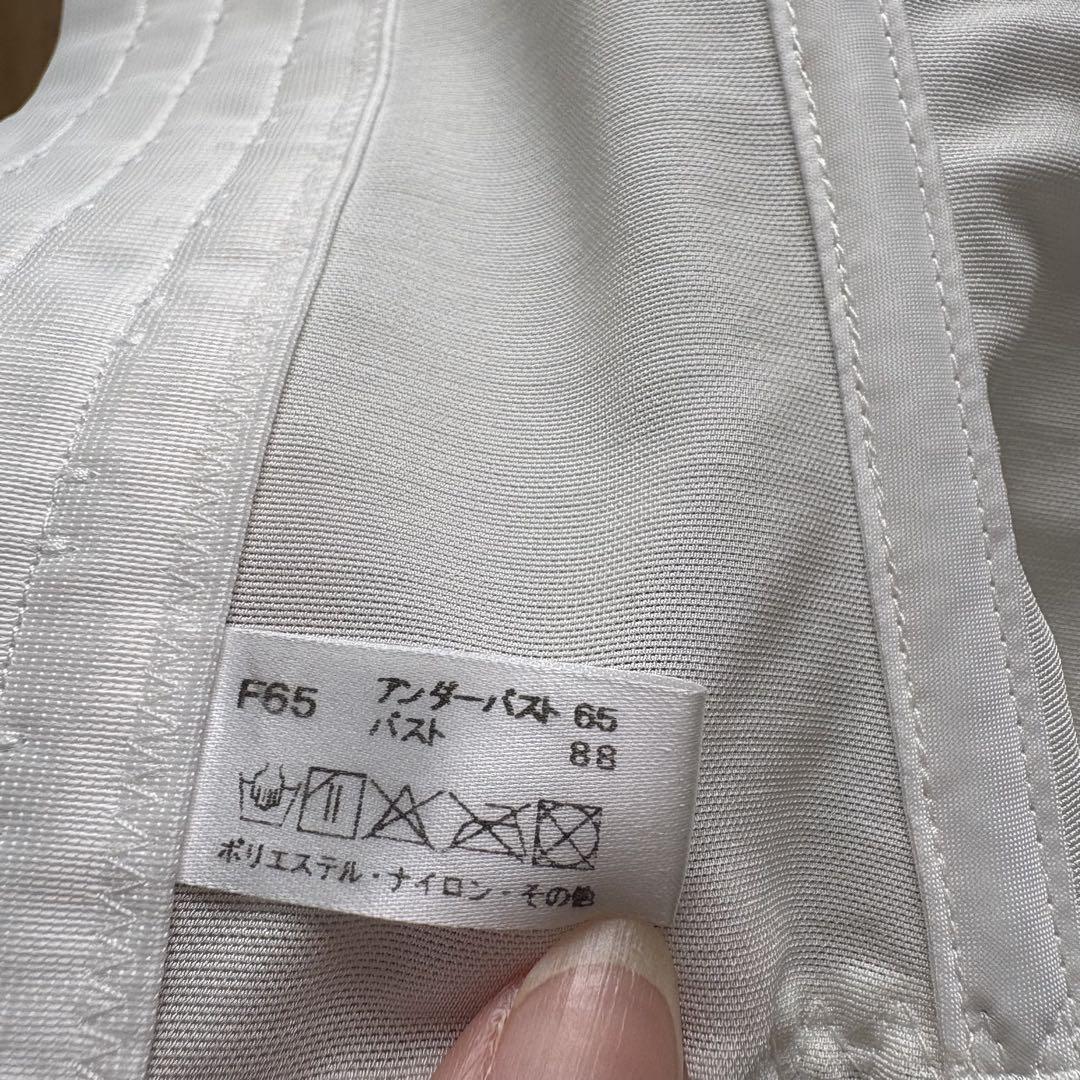 F65 アンダーバスト 65
バスト 88
ポリエステル・ナイロン・その他